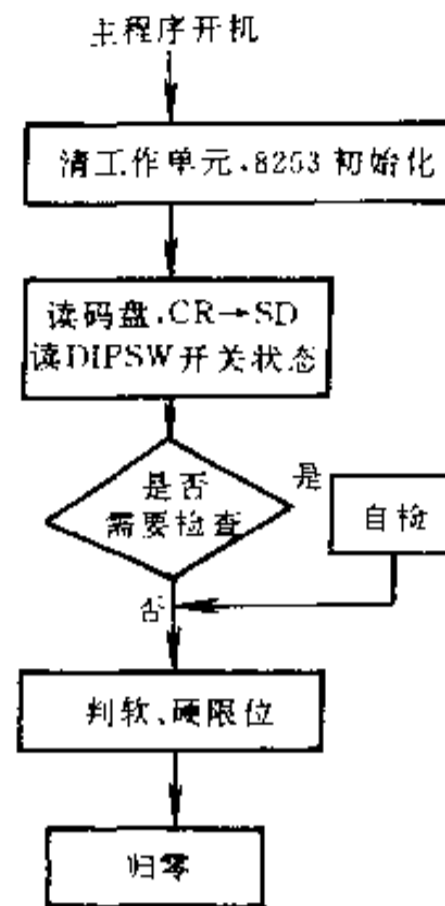 主程序开机
清工作单元、8253初始化
读码盘、CR→SD
读DIPSW开关状态
是否
需要检查
是
自检
否
判软、硬限位
归零